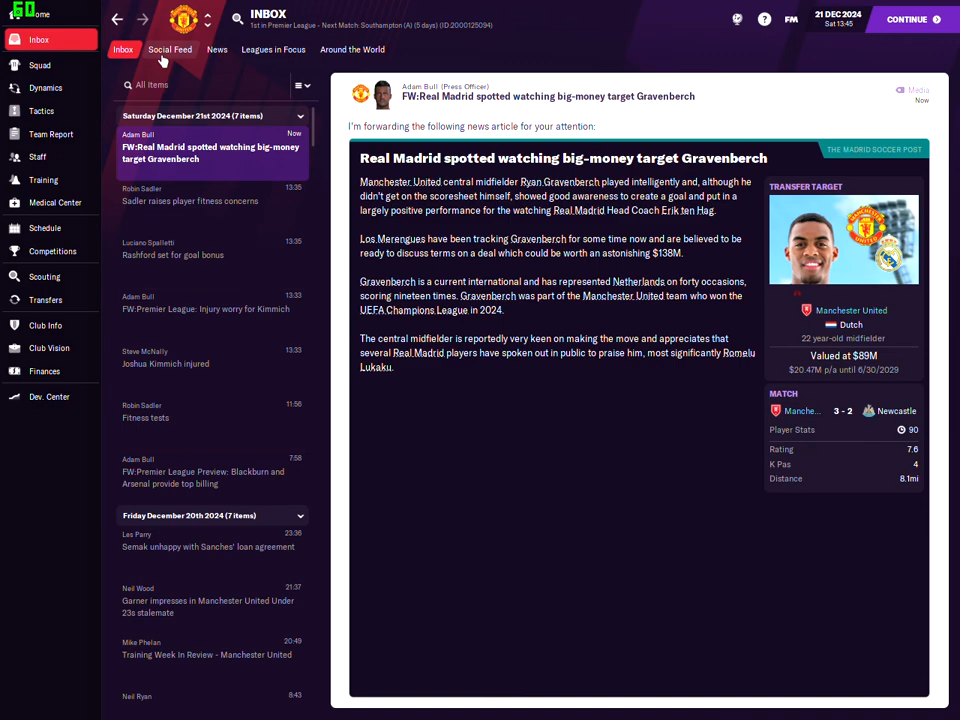 60
ome
INBOX
1st in Premier League - Next Match: Southampton (A) (5 days) (ID:2000125094)
FM
21 DEC 2024
Sat 13:45
CONTINUE
Inbox
Social Feed
News
Leagues in Focus
Around the World
Inbox
Squad
Dynamics
Tactics
Team Report
Staff
Training
Medical Center
Schedule
Competitions
Scouting
Transfers
Club Info
Club Vision
Finances
Dev. Center
All Items
Saturday December 21st 2024 (7 items)
Adam Bull
Now
FW:Real Madrid spotted watching big-money
target Gravenberch
Robin Sadler
13:35
Sadler raises player fitness concerns
Luciano Spalletti
13:35
Rashford set for goal bonus
Adam Bull
13:33
FW:Premier League: Injury worry for Kimmich
Steve McNally
13:33
Joshua Kimmich injured
Robin Sadler
11:56
Fitness tests
Adam Bull
7:58
FW:Premier League Preview: Blackburn and
Arsenal provide top billing
Friday December 20th 2024 (7 items)
Les Parry
23:36
Semak unhappy with Sanches' loan agreement
Neil Wood
21:37
Garner impresses in Manchester United Under
23s stalemate
Mike Phelan
20:49
Training Week In Review - Manchester United
Neil Ryan
8:43
Adam Bull (Press Officer)
FW:Real Madrid spotted watching big-money target Gravenberch
Media
Now
I'm forwarding the following news article for your attention:
THE MADRID SOCCER POST
Real Madrid spotted watching big-money target Gravenberch
Manchester United central midfielder Ryan Gravenberch played intelligently and, although he
didn't get on the scoresheet himself, showed good awareness to create a goal and put in a
largely positive performance for the watching Real Madrid Head Coach Erik ten Hag.
Los Merengues have been tracking Gravenberch for some time now and are believed to be
ready to discuss terms on a deal which could be worth an astonishing $138M.
Gravenberch is a current international and has represented Netherlands on forty occasions,
scoring nineteen times. Gravenberch was part of the Manchester United team who won the
UEFA Champions League in 2024.
The central midfielder is reportedly very keen on making the move and appreciates that
several Real Madrid players have spoken out in public to praise him, most significantly Romelu
Lukaku.
TRANSFER TARGET
Manchester United
Dutch
22 year-old midfielder
Valued at $89M
$20.47M p/a until 6/30/2029
MATCH
Manche... 3 - 2 Newcastle
Player Stats 90
Rating 7.6
K Pas 4
Distance 8.1mi